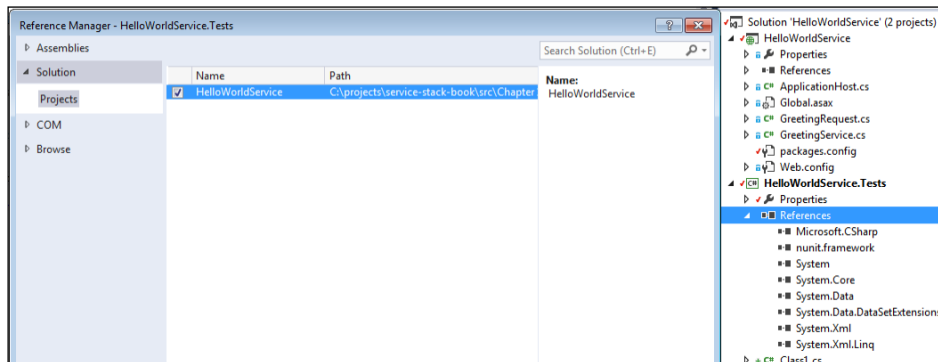 Reference Manager - HelloWorldService.Tests
Assemblies
Solution
Projects
COM
Browse
Search Solution (Ctrl+E)
Name Path
HelloWorldService C:\projects\service-stack-book\src\Chapter
Name:
HelloWorldService
Solution 'HelloWorldService' (2 projects)
HelloWorldService
Properties
References
ApplicationHost.cs
Global.asax
GreetingRequest.cs
GreetingService.cs
packages.config
Web.config
HelloWorldService.Tests
Properties
References
Microsoft.CSharp
nunit.framework
System
System.Core
System.Data
System.Data.DataSetExtensions
System.Xml
System.Xml.Linq
Class1.cs